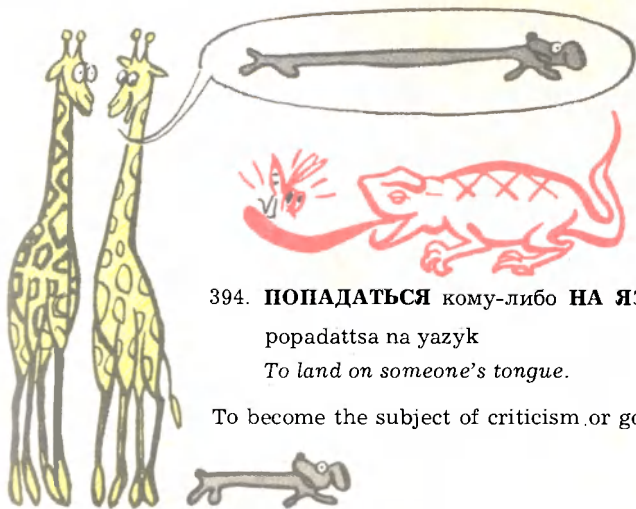 394. ПОПАДАТЬСЯ кому-либо НА
popadattsa na yazyk
To land on someone's tongue.
To become the subject of criticism or